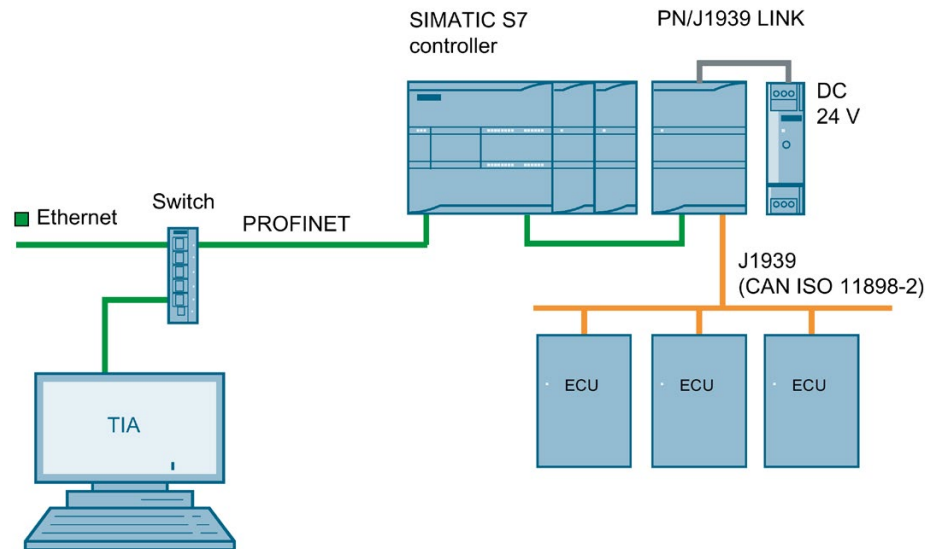 SIMATIC S7
controller
PN/J1939 LINK
DC
24 V
Switch
Ethernet
PROFINET
J1939
(CAN ISO 11898-2)
ECU
ECU
ECU
TIA